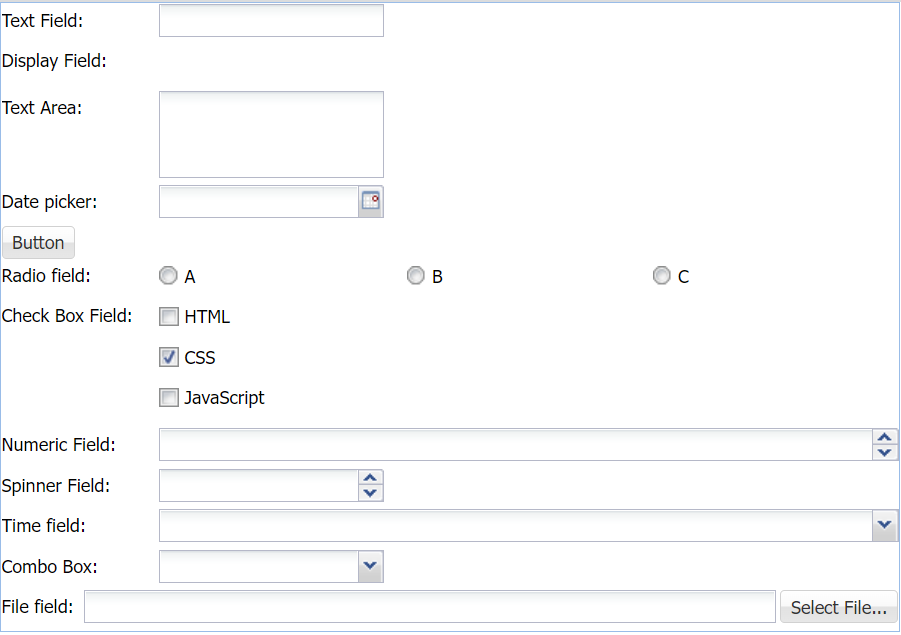 Text Field:
Display Field:
Text Area:
Date picker:
Button
Radio field: A B C
Check Box Field: HTML
CSS
JavaScript
Numeric Field:
Spinner Field:
Time field:
Combo Box:
File field: Select File...